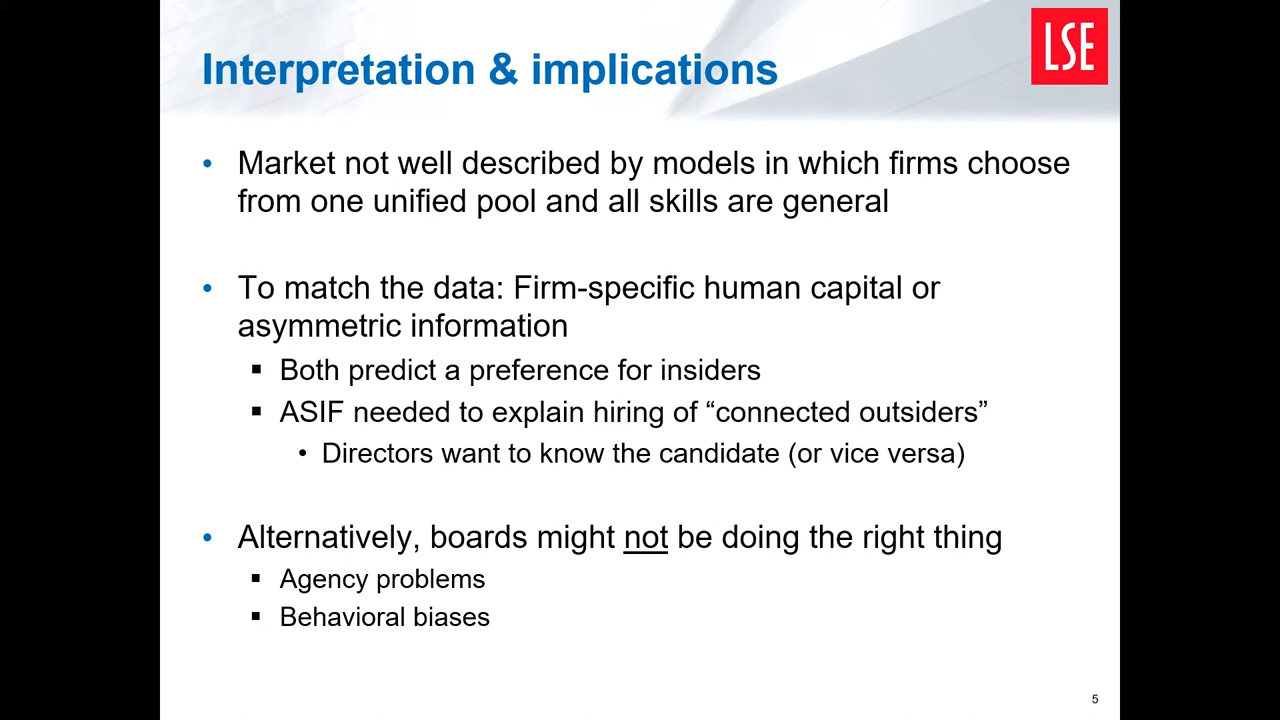 Interpretation & implications
LSE
• Market not well described by models in which firms choose
from one unified pool and all skills are general
• To match the data: Firm-specific human capital or
asymmetric information
▪ Both predict a preference for insiders
▪ ASIF needed to explain hiring of “connected outsiders”
• Directors want to know the candidate (or vice versa)
• Alternatively, boards might not be doing the right thing
▪ Agency problems
▪ Behavioral biases
5